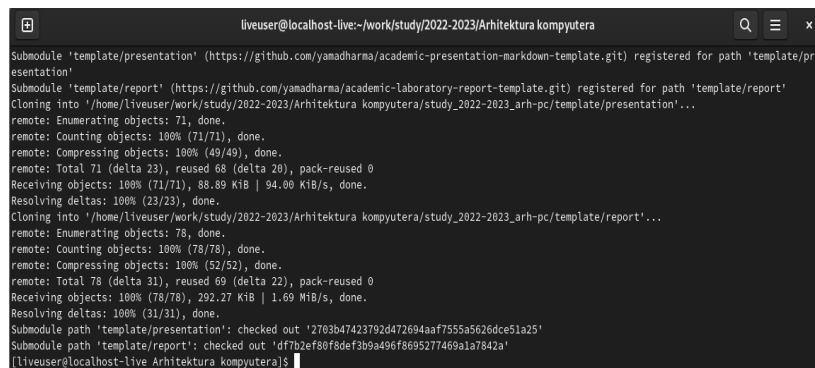 liveuser@localhost-live:~/work/study/2022-2023/Arhitektura kompyutera
Submodule 'template/presentation' (https://github.com/yamadharma/academic-presentation-markdown-template.git) registered for path 'template/pr
esentation'
Submodule 'template/report' (https://github.com/yamadharma/academic-laboratory-report-template.git) registered for path 'template/report'
Cloning into '/home/liveuser/work/study/2022-2023/Arhitektura kompyutera/study_2022-2023_arh-pc/template/presentation'...
remote: Enumerating objects: 71, done.
remote: Counting objects: 100% (71/71), done.
remote: Compressing objects: 100% (49/49), done.
remote: Total 71 (delta 23), reused 68 (delta 20), pack-reused 0
Receiving objects: 100% (71/71), 88.89 KiB | 94.00 KiB/s, done.
Resolving deltas: 100% (23/23), done.
Cloning into '/home/liveuser/work/study/2022-2023/Arhitektura kompyutera/study_2022-2023_arh-pc/template/report'...
remote: Enumerating objects: 78, done.
remote: Counting objects: 100% (78/78), done.
remote: Compressing objects: 100% (52/52), done.
remote: Total 78 (delta 31), reused 69 (delta 22), pack-reused 0
Receiving objects: 100% (78/78), 292.27 KiB | 1.69 MiB/s, done.
Resolving deltas: 100% (31/31), done.
Submodule path 'template/presentation': checked out '2703b47423792d472694aaf7555a5626dce51a25'
Submodule path 'template/report': checked out 'df7b2ef80f8def3b9a496f8695277469a1a7842a'
[liveuser@localhost-live Arhitektura kompyutera]$